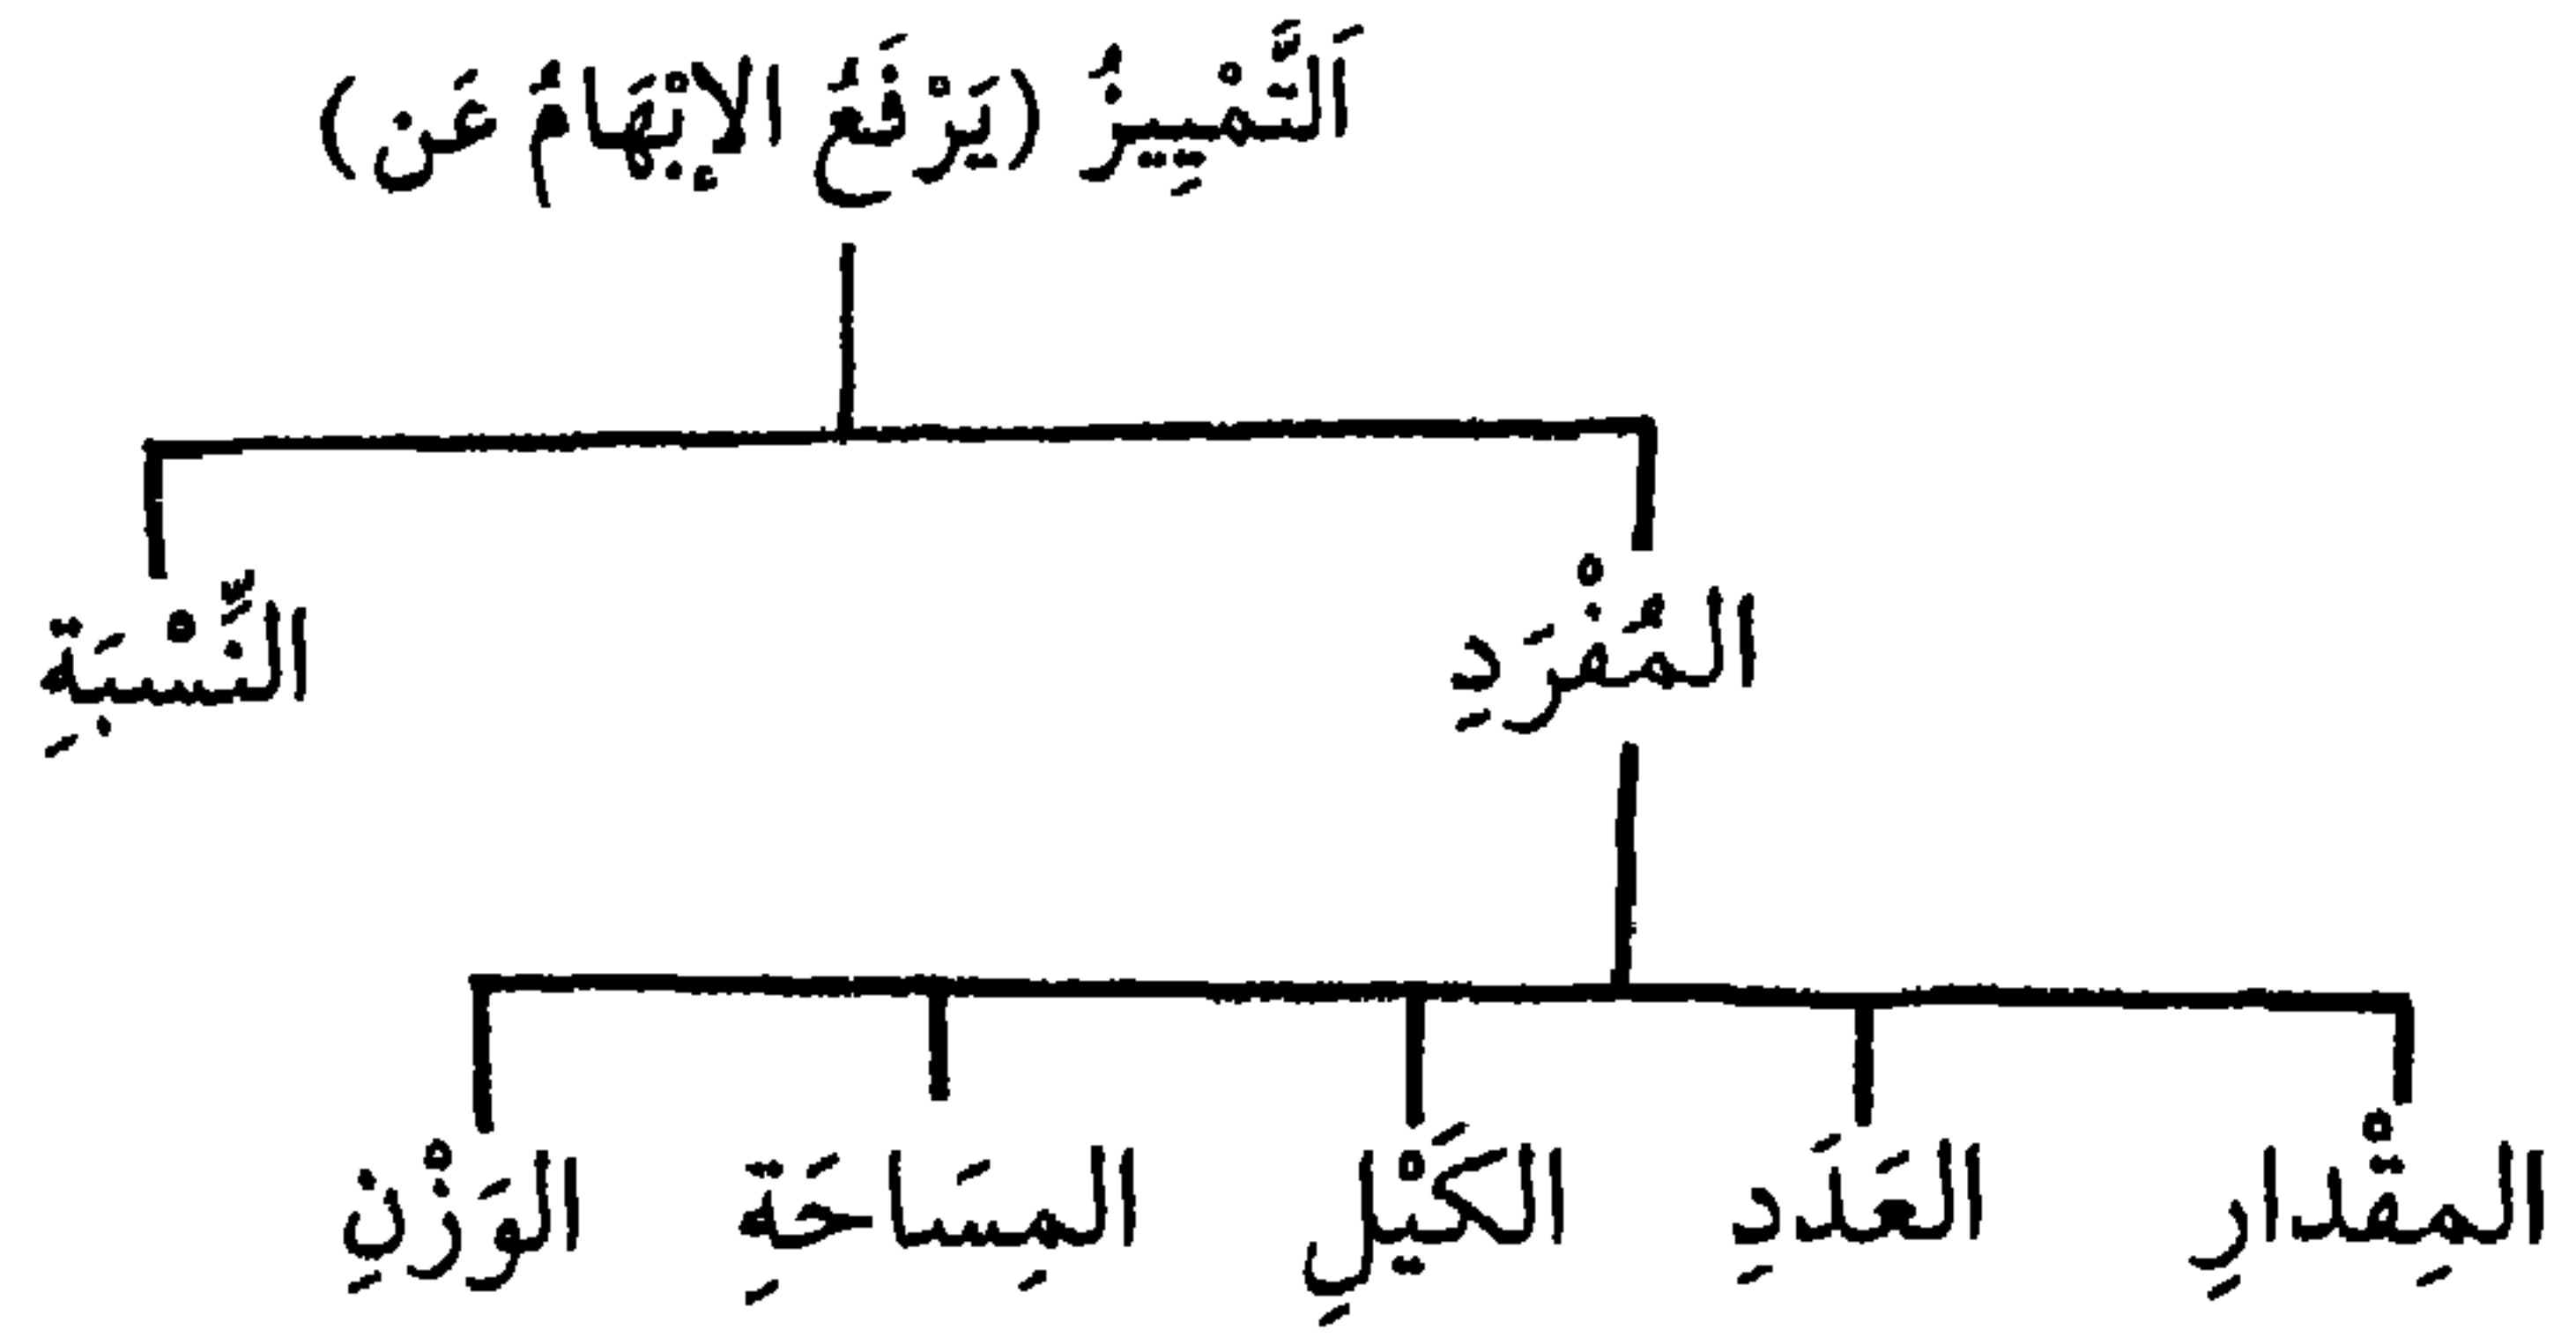 اَلتَّمْيِيزُ (يَرْفَعُ الإبْهَامُ عَن)
المُفْرَدِ النِّسْبَةِ
المِقْدارِ العَدَدِ الكَيْلِ المِسَاحَةِ الوَزْنِ